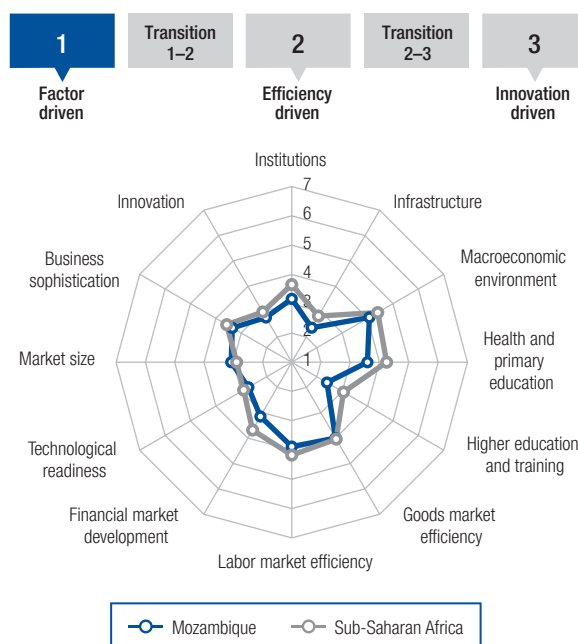 1
Transition
1–2
2
Transition
2–3
3
Factor
driven
Efficiency
driven
Innovation
driven
Institutions
Infrastructure
Macroeconomic
environment
Health and
primary
education
Higher education
and training
Goods market
efficiency
Labor market efficiency
Financial market
development
Technological
readiness
Market size
Business
sophistication
Innovation
7
6
5
4
3
2
1
Mozambique
Sub-Saharan Africa